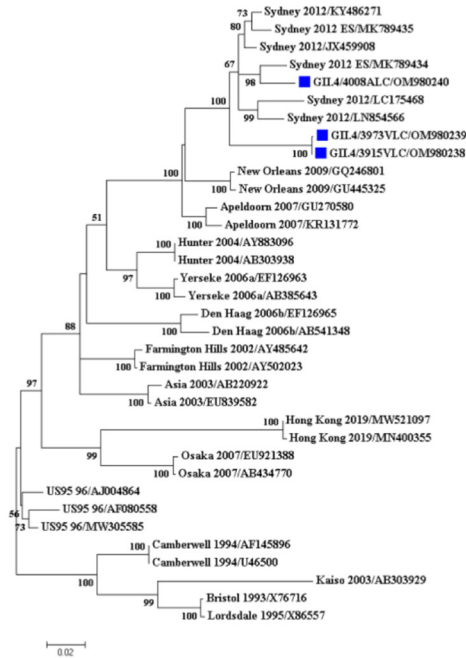 73
Sydney 2012/KY486271
80
Sydney 2012 ES/MK789435
Sydney 2012/JX459908
67
Sydney 2012 ES/MK789434
98
GII.4/4008ALC/OM980240
100
Sydney 2012/LC175468
99
Sydney 2012/LN854566
GII.4/3973VLC/OM980239
100
GII.4/3915VLC/OM980238
100
New Orleans 2009/GQ246801
100
New Orleans 2009/GU445325
Apeldoorn 2007/GU270580
51
100
Apeldoorn 2007/KR131772
100
Hunter 2004/AY883096
Hunter 2004/AB303938
97
Yerseke 2006a/EF126963
100
Yerseke 2006a/AB385643
Den Haag 2006b/EF126965
88
100
Den Haag 2006b/AB541348
Farmington Hills 2002/AY485642
100
Farmington Hills 2002/AY502023
Asia 2003/AB220922
97
100
Asia 2003/EU839582
Hong Kong 2019/MW521097
100
Hong Kong 2019/MN400355
99
Osaka 2007/EU921388
100
Osaka 2007/AB434770
US95 96/AJ004864
56
US95 96/AF080558
73
US95 96/MW305585
100
Camberwell 1994/AF145896
Camberwell 1994/U46500
100
Kaiso 2003/AB303929
99
Bristol 1993/X76716
100
Lordsdale 1995/X86557
0.02